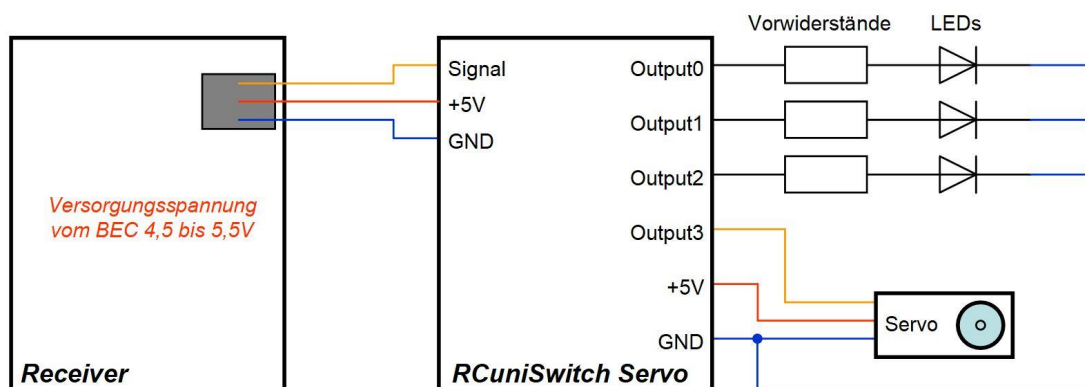 Vorwiderstände
LEDs
Signal
+5V
GND
Output0
Output1
Output2
Output3
+5V
GND
Versorgungsspannung
vom BEC 4,5 bis 5,5V
Servo
Receiver
RCuniSwitch Servo